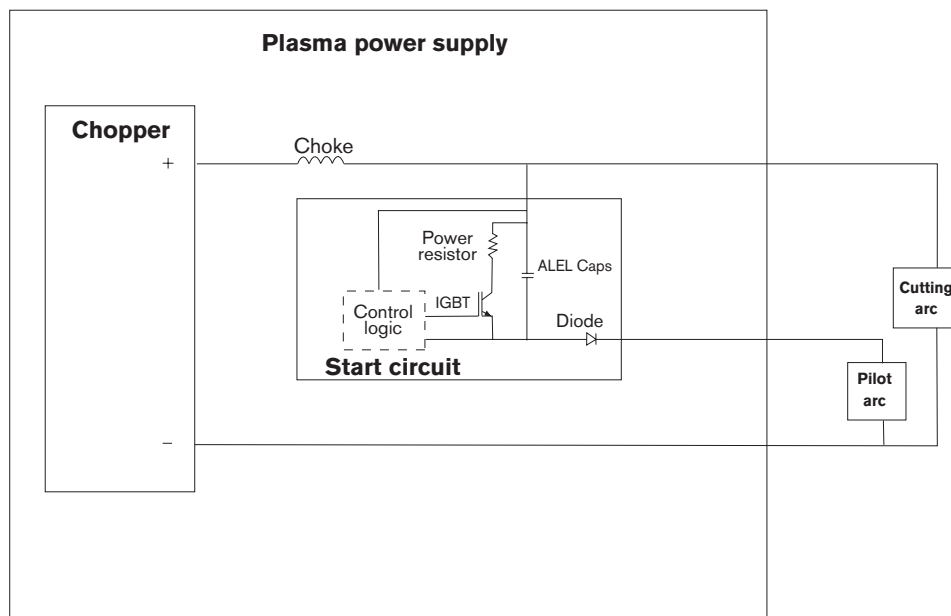 Plasma power supply
Chopper
+
Choke
Power
resistor
ALEL Caps
IGBT
Control
logic
Diode
Start circuit
Cutting
arc
Pilot
arc
–